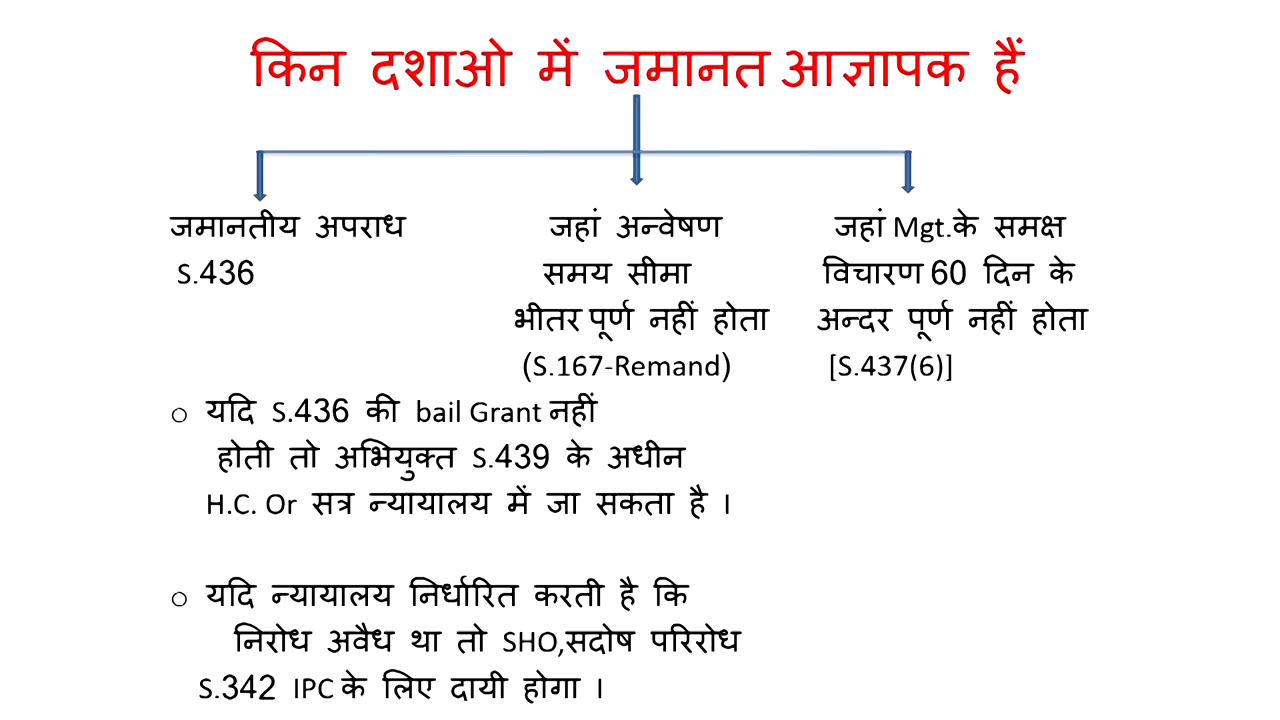 किन दशाओ में जमानत आज्ञापक हैं
जमानतीय अपराध
S.436
जहां अन्वेषण
समय सीमा
भीतर पूर्ण नहीं होता
(S.167-Remand)
जहां Mgt.के समक्ष
विचारण 60 दिन के
अन्दर पूर्ण नहीं होता
[S.437(6)]
o यदि S.436 की bail Grant नहीं
होती तो अभियुक्त S.439 के अधीन
H.C. Or सत्र न्यायालय में जा सकता है ।
o यदि न्यायालय निर्धारित करती है कि
निरोध अवैध था तो SHO,सदोष परिरोध
S.342 IPC के लिए दायी होगा ।